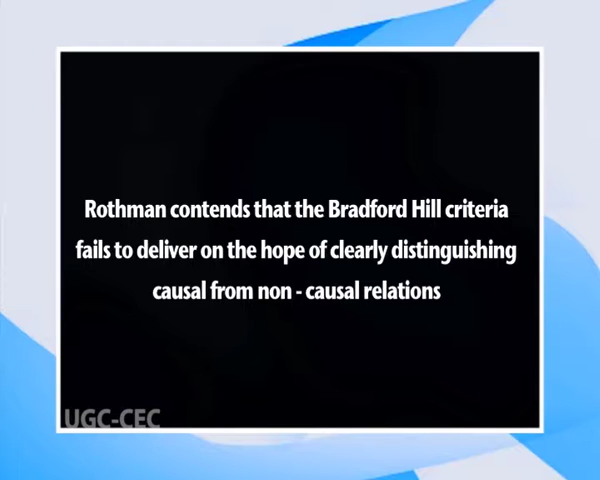 Rothman contends that the Bradford Hill criteria
fails to deliver on the hope of clearly distinguishing
causal from non - causal relations
UGC-CEC